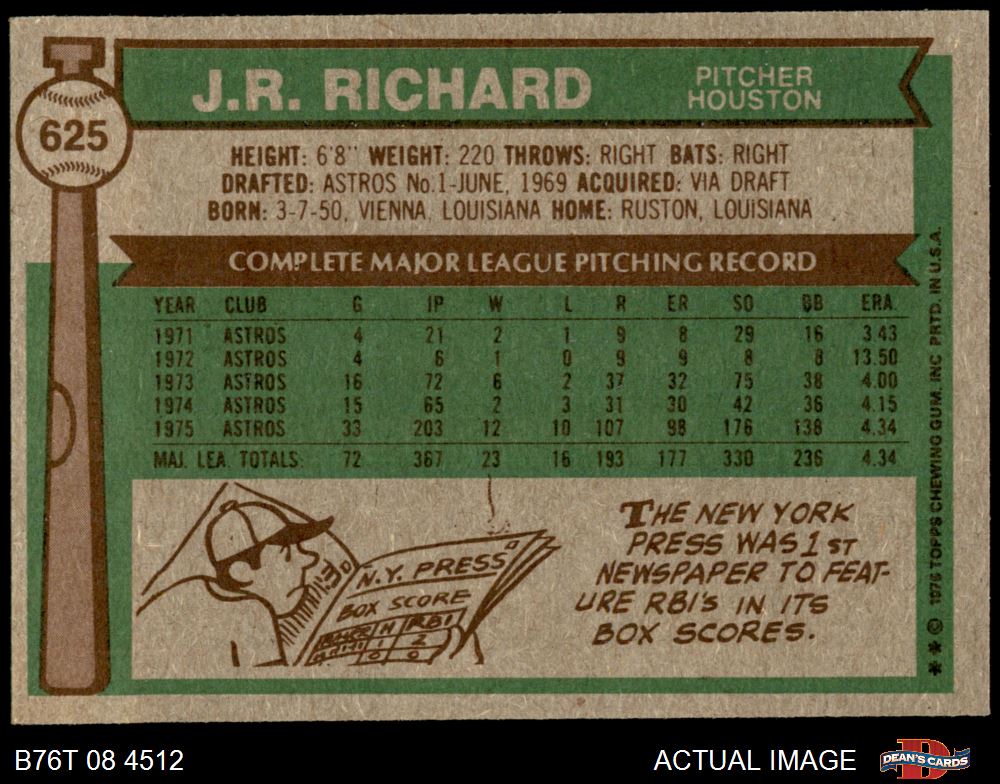 625
J.R. RICHARD
PITCHER
HOUSTON
HEIGHT: 6'8" WEIGHT: 220 THROWS: RIGHT BATS: RIGHT
DRAFTED: ASTROS No.1-JUNE, 1969 ACQUIRED: VIA DRAFT
BORN: 3-7-50, VIENNA, LOUISIANA HOME: RUSTON, LOUISIANA
COMPLETE MAJOR LEAGUE PITCHING RECORD
YEAR CLUB G IP W L R ER SO BB ERA
1971 ASTROS 4 21 2 1 9 8 29 16 3.43
1972 ASTROS 4 6 1 0 9 9 8 8 13.50
1973 ASTROS 16 72 6 2 37 32 75 38 4.00
1974 ASTROS 15 65 2 3 31 30 42 36 4.15
1975 ASTROS 33 203 12 10 107 98 176 138 4.34
MAJ. LEA. TOTALS: 72 367 23 16 193 177 330 236 4.34
N.Y. PRESS
BOX SCORE
H RBI
1 2
0 0
THE NEW YORK
PRESS WAS 1ST
NEWSPAPER TO FEAT-
URE RBI'S IN ITS
BOX SCORES.
** © 1976 TOPPS CHEWING GUM, INC PRTD. IN U.S.A.
B76T 08 4512
ACTUAL IMAGE
D
DEAN'S CARDS